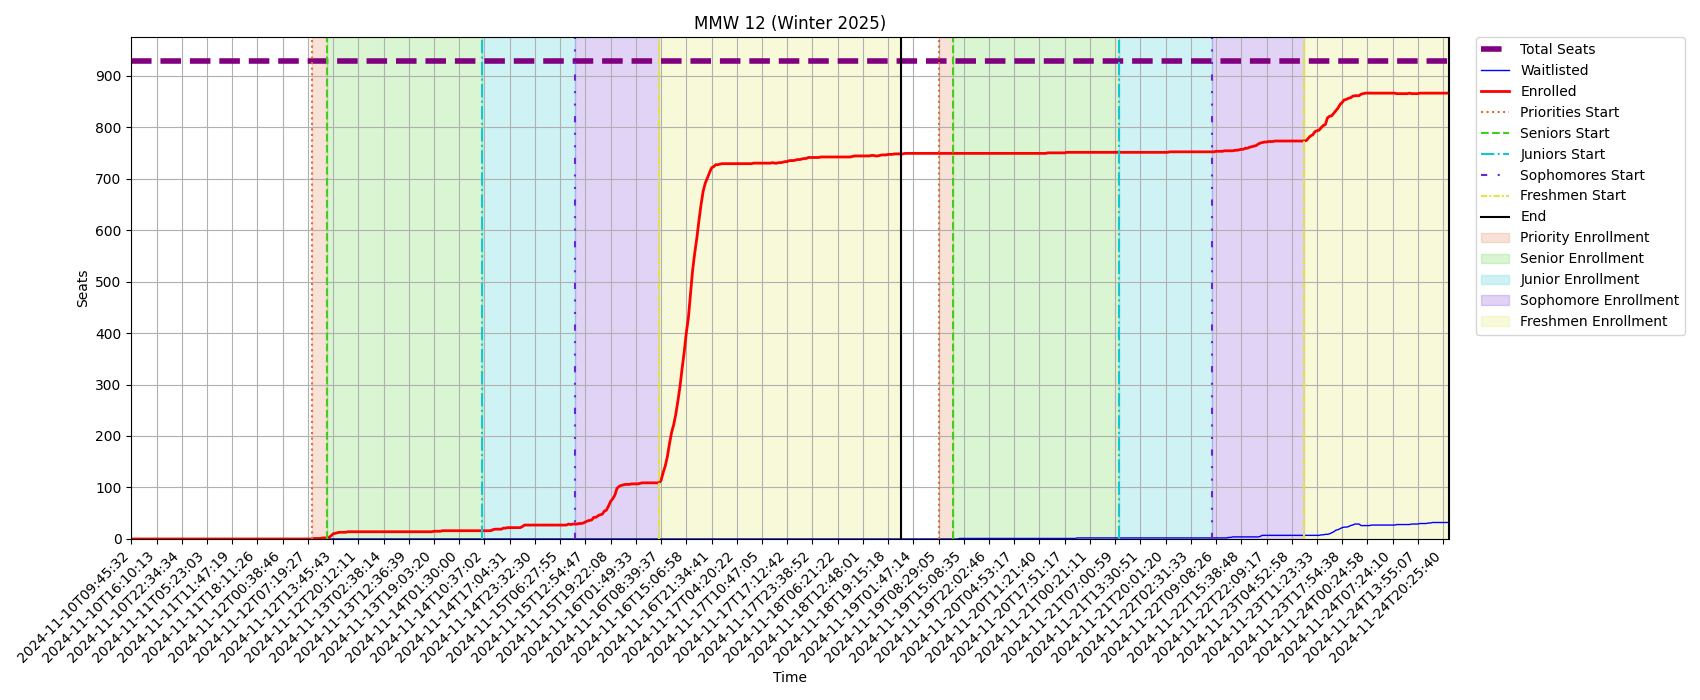 MMW 12 (Winter 2025)
Seats
900
800
700
600
500
400
300
200
100
0
2024-11-10T09:45:32
2024-11-10T16:10:13
2024-11-10T22:34:34
2024-11-11T05:23:03
2024-11-11T11:47:19
2024-11-11T18:11:26
2024-11-12T00:38:46
2024-11-12T07:19:27
2024-11-12T13:45:43
2024-11-12T20:12:11
2024-11-13T02:38:14
2024-11-13T12:36:39
2024-11-13T19:03:20
2024-11-14T01:30:00
2024-11-14T10:37:02
2024-11-14T17:04:31
2024-11-14T23:32:30
2024-11-15T06:27:55
2024-11-15T12:54:47
2024-11-15T19:22:08
2024-11-16T01:49:33
2024-11-16T08:39:37
2024-11-16T15:06:58
2024-11-16T21:34:41
2024-11-17T04:20:22
2024-11-17T10:47:05
2024-11-17T17:12:42
2024-11-17T23:38:52
2024-11-18T06:21:22
2024-11-18T12:48:01
2024-11-18T19:15:18
2024-11-19T01:47:14
2024-11-19T08:29:05
2024-11-19T15:08:35
2024-11-19T22:02:46
2024-11-20T04:53:17
2024-11-20T11:21:40
2024-11-20T17:51:17
2024-11-21T00:21:11
2024-11-21T07:00:59
2024-11-21T13:30:51
2024-11-21T20:01:20
2024-11-22T02:31:33
2024-11-22T09:08:26
2024-11-22T15:38:49
2024-11-22T22:09:17
2024-11-23T04:52:58
2024-11-23T11:23:33
2024-11-23T17:54:38
2024-11-24T00:24:58
2024-11-24T07:24:10
2024-11-24T13:55:07
2024-11-24T20:25:40
Time
Total Seats
Waitlisted
Enrolled
Priorities Start
Seniors Start
Juniors Start
Sophomores Start
Freshmen Start
End
Priority Enrollment
Senior Enrollment
Junior Enrollment
Sophomore Enrollment
Freshmen Enrollment